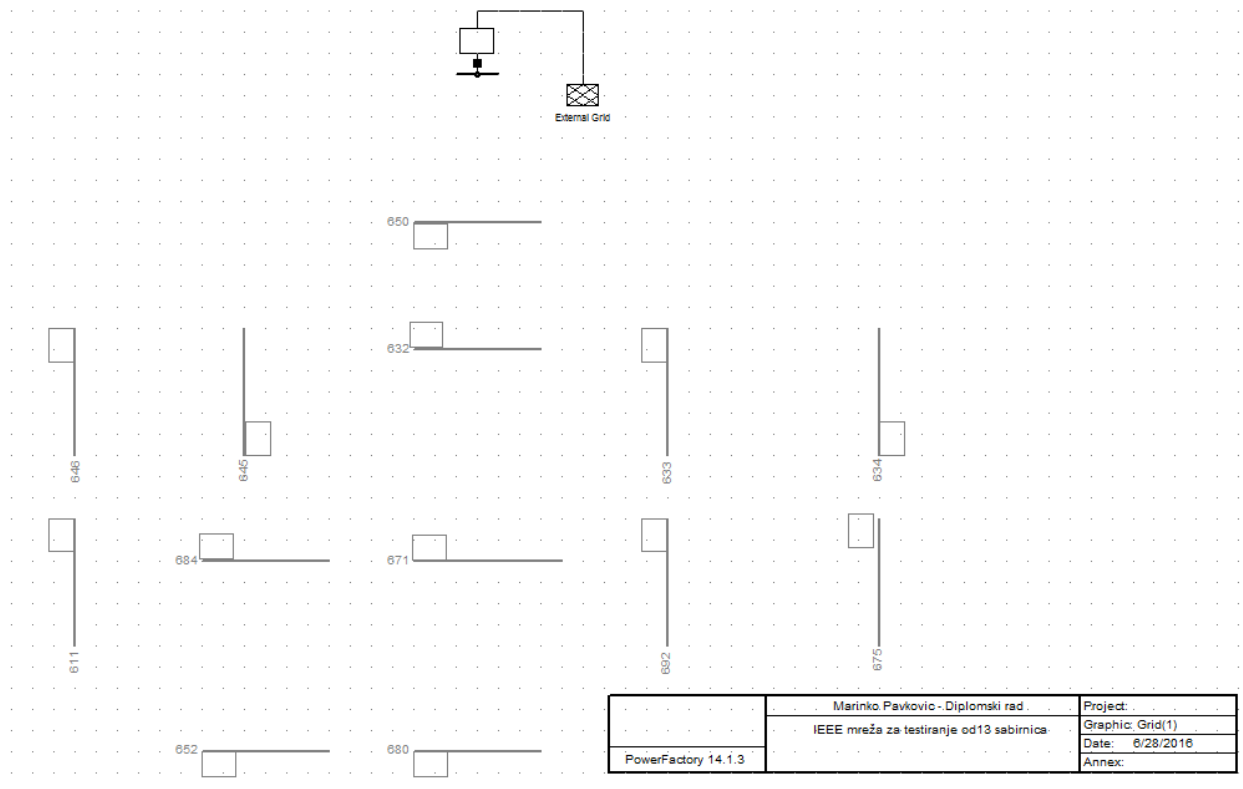 External Grid
650
632
646
645
633
634
684
671
611
692
675
652
680
Marinko Pavkovic - Diplomski rad
IEEE mreža za testiranje od13 sabirnica
PowerFactory 14.1.3
Project:
Graphic: Grid(1)
Date: 6/28/2016
Annex: